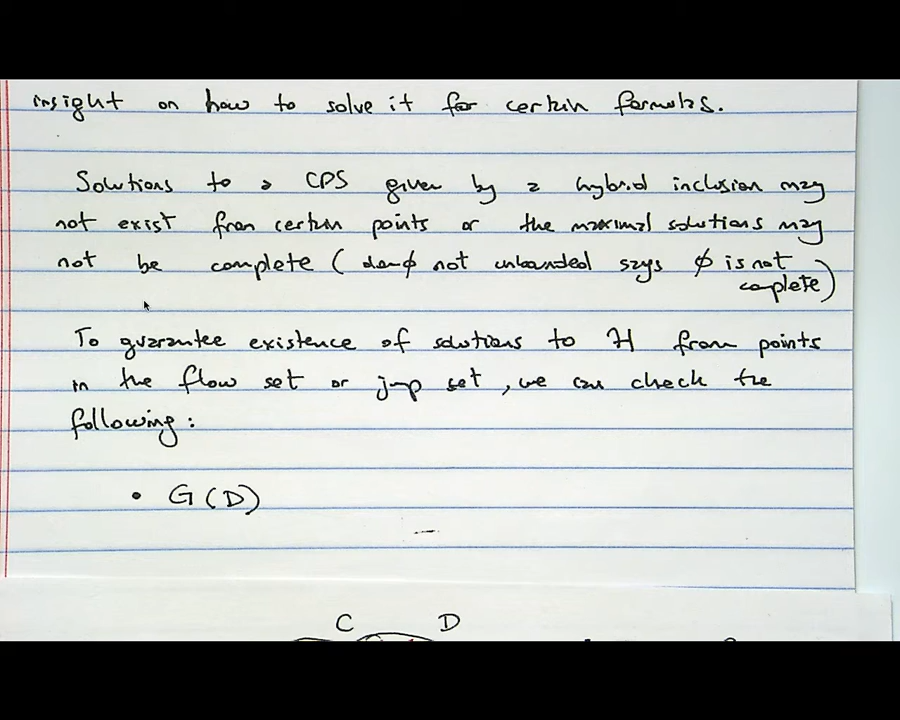 insight on how to solve it for certain formulas.
Solutions to a CPS given by a hybrid inclusion may
not exist from certain points or the maximal solutions may
not be complete (dom ϕ not unbounded says ϕ is not
complete)
To guarantee existence of solutions to H from points
in the flow set or jump set, we can check the
following:
• G(D)
C D